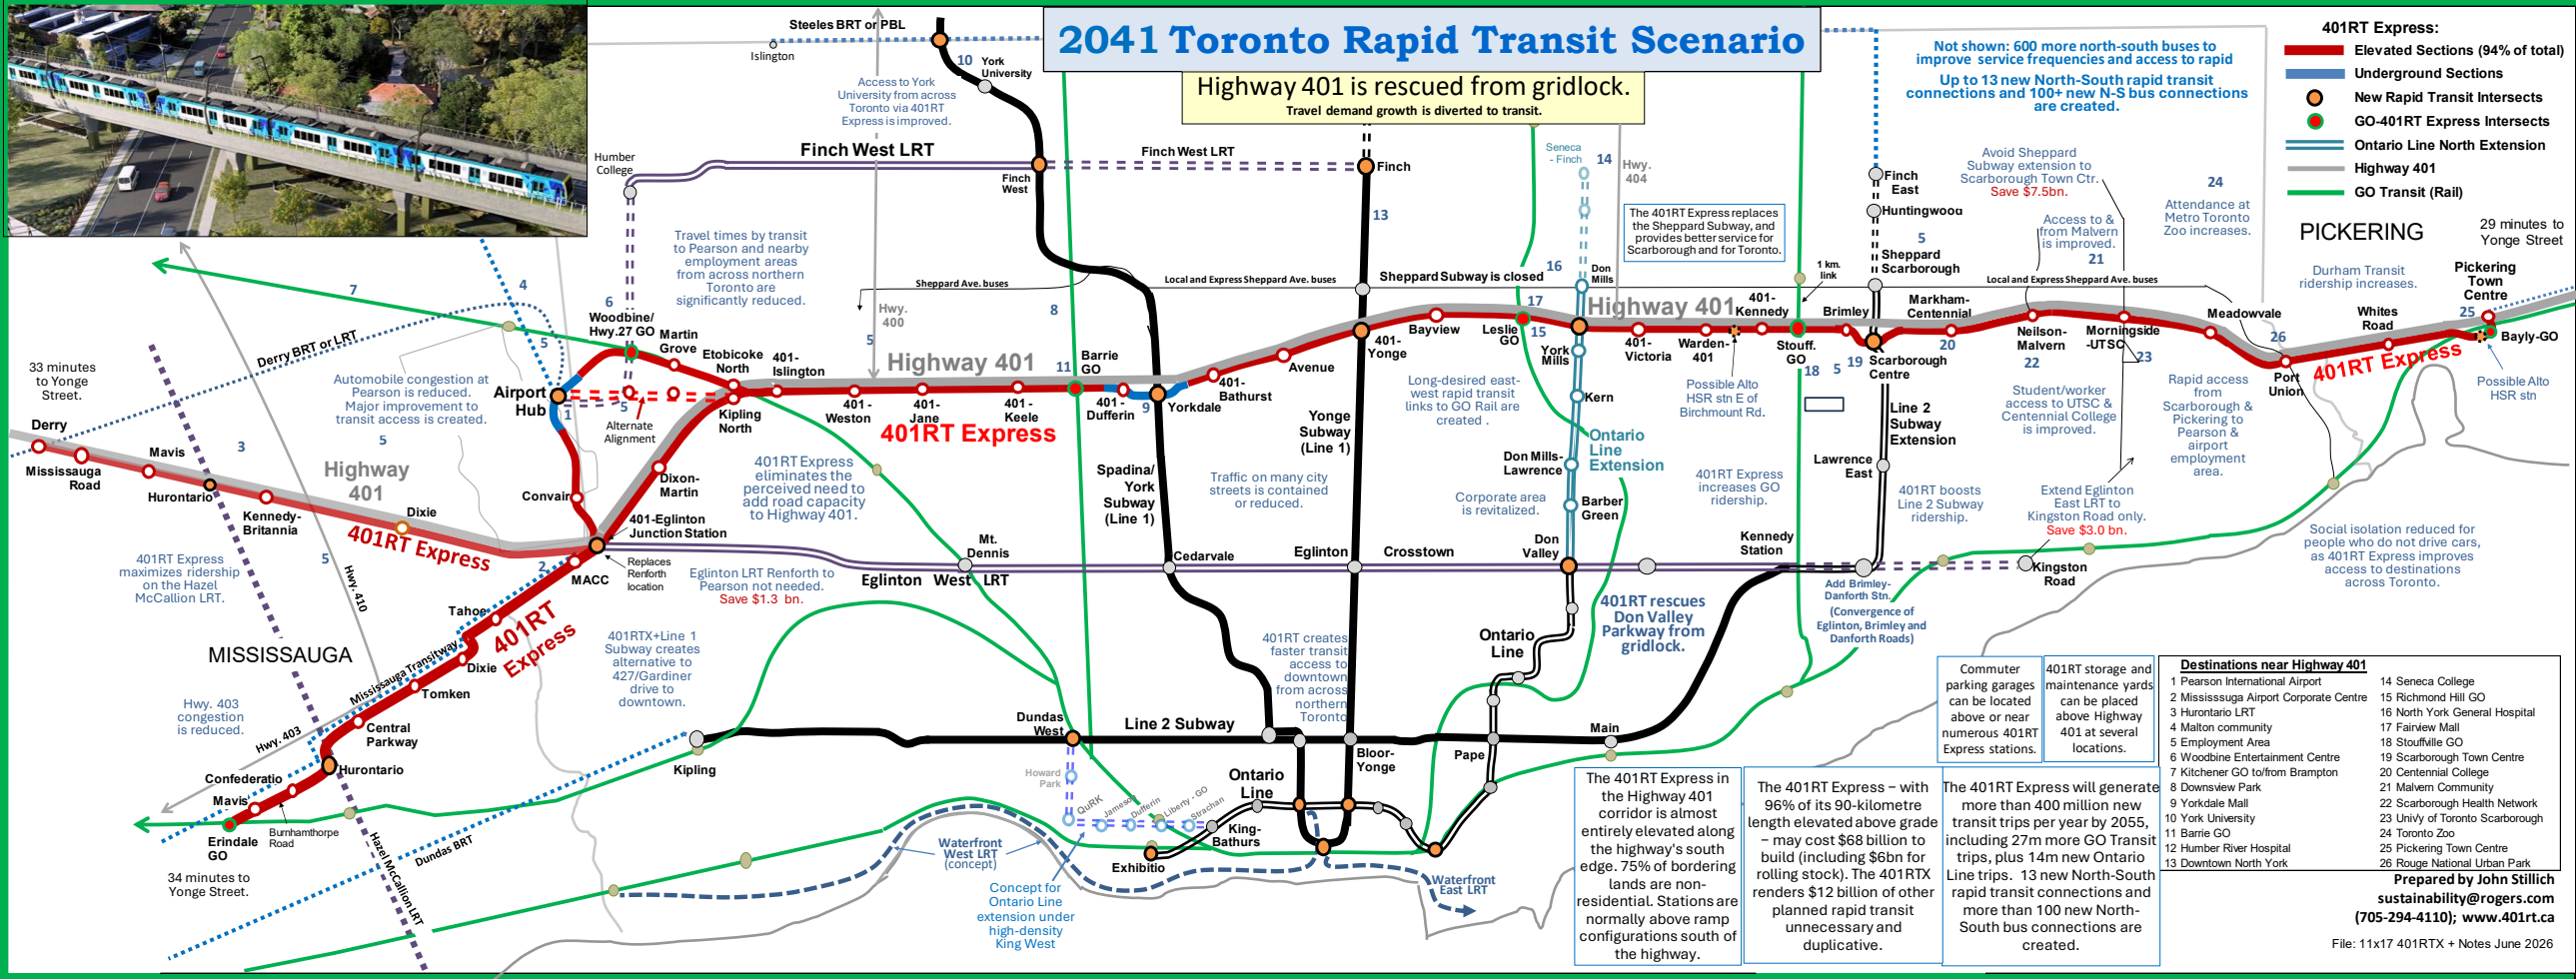 2041 Toronto Rapid Transit Scenario
Highway 401 is rescued from gridlock.
Travel demand growth is diverted to transit.
Steeles BRT or PBL
Islington
10
York
University
Access to York
University from across
Toronto via 401RT
Express is improved.
Not shown: 600 more north-south buses to
improve service frequencies and access to rapid
Up to 13 new North-South rapid transit
connections and 100+ new N-S bus connections
are created.
401RT Express:
Elevated Sections (94% of total)
Underground Sections
New Rapid Transit Intersects
GO-401RT Express Intersects
Ontario Line North Extension
Highway 401
GO Transit (Rail)
Humber
College
Finch West LRT
Finch
West
Finch West LRT
Finch
13
Seneca
- Finch
14
Hwy.
404
The 401RT Express replaces
the Sheppard Subway, and
provides better service for
Scarborough and for Toronto.
Finch
East
Huntingwood
5
Sheppard
Scarborough
Avoid Sheppard
Subway extension to
Scarborough Town Ctr.
Save $7.5bn.
Access to &
from Malvern
is improved.
21
24
Attendance at
Metro Toronto
Zoo increases.
PICKERING
29 minutes to
Yonge Street
Durham Transit
ridership increases.
Pickering
Town
Centre
25
Travel times by transit
to Pearson and nearby
employment areas
from across northern
Toronto are
significantly reduced.
Sheppard Ave. buses
Local and Express Sheppard Ave. buses
Sheppard Subway is closed
16
Don
Mills
1 km.
link
Local and Express Sheppard Ave. buses
7
4
5
6
Woodbine/
Hwy.27 GO
Martin
Grove
Etobicoke
North
401-
Islington
Hwy.
400
5
8
Highway 401
11
Barrie
GO
401-
Weston
401-
Jane
401-
Keele
401-
Dufferin
9
Yorkdale
401-
Bathurst
Avenue
401-
Yonge
Bayview
Leslie
GO
17
15
Highway 401
York
Mills
401-
Victoria
Warden-
401
401-
Kennedy
Stouff.
GO
18
5
19
Brimley
Scarborough
Centre
Markham-
Centennial
20
Neilson-
Malvern
22
Morningside
-UTSC
23
Meadowvale
26
Port
Union
Whites
Road
401RT Express
Bayly-GO
Possible Alto
HSR stn
Derry BRT or LRT
33 minutes
to Yonge
Street.
Automobile congestion at
Pearson is reduced.
Major improvement to
transit access is created.
Airport
Hub
1
5
Alternate
Alignment
Kipling
North
401RT Express
Derry
Mississauga
Road
Mavis
3
5
Hurontario
Kennedy-
Britannia
Highway
401
Dixie
401RT Express
Convair
Dixon-
Martin
401-Eglinton
Junction Station
401RT Express
eliminates the
perceived need to
add road capacity
to Highway 401.
Spadina/
York
Subway
(Line 1)
Traffic on many city
streets is contained
or reduced.
Yonge
Subway
(Line 1)
Long-desired east-
west rapid transit
links to GO Rail are
created .
Kern
Ontario
Line
Extension
Don Mills-
Lawrence
Corporate area
is revitalized.
Barber
Green
Possible Alto
HSR stn E of
Birchmount Rd.
401RT Express
increases GO
ridership.
Line 2
Subway
Extension
Lawrence
East
401RT boosts
Line 2 Subway
ridership.
Student/worker
access to UTSC &
Centennial College
is improved.
Rapid access
from
Scarborough &
Pickering to
Pearson &
airport
employment
area.
Extend Eglinton
East LRT to
Kingston Road only.
Save $3.0 bn.
Social isolation reduced for
people who do not drive cars,
as 401RT Express improves
access to destinations
across Toronto.
401RT Express
maximizes ridership
on the Hazel
McCallion LRT.
5
Hwy. 410
2
MACC
Replaces
Renforth
location
Eglinton LRT Renforth to
Pearson not needed.
Save $1.3 bn.
Eglinton West LRT
Mt.
Dennis
Cedarvale
Eglinton
Crosstown
Don
Valley
Kennedy
Station
Add Brimley-
Danforth Stn.
(Convergence of
Eglinton, Brimley and
Danforth Roads)
Kingston
Road
MISSISSAUGA
Tahoe
401RT
Express
Dixie
Mississauga Transitway
Tomken
Central
Parkway
Hwy. 403
congestion
is reduced.
Hwy. 403
Hurontario
Confederatio
Mavis
Burnhamthorpe
Road
Erindale
GO
34 minutes to
Yonge Street.
Hazel McCallion LRT
Dundas BRT
401RTX+Line 1
Subway creates
alternative to
427/Gardiner
drive to
downtown.
Kipling
Dundas
West
Line 2 Subway
Howard
Park
QuRK
Jameson
Dufferin
Liberty - GO
Strachan
Ontario
Line
King-
Bathurs
Exhibitio
Waterfront
West LRT
(concept)
Concept for
Ontario Line
extension under
high-density
King West
401RT creates
faster transit
access to
downtown
from across
northern
Toronto
Bloor-
Yonge
Pape
Main
Ontario
Line
401RT rescues
Don Valley
Parkway from
gridlock.
Waterfront
East LRT
The 401RT Express in
the Highway 401
corridor is almost
entirely elevated along
the highway's south
edge. 75% of bordering
lands are non-
residential. Stations are
normally above ramp
configurations south of
the highway.
The 401RT Express – with
96% of its 90-kilometre
length elevated above grade
– may cost $68 billion to
build (including $6bn for
rolling stock). The 401RTX
renders $12 billion of other
planned rapid transit
unnecessary and
duplicative.
The 401RT Express will generate
more than 400 million new
transit trips per year by 2055,
including 27m more GO Transit
trips, plus 14m new Ontario
Line trips. 13 new North-South
rapid transit connections and
more than 100 new North-
South bus connections are
created.
Commuter
parking garages
can be located
above or near
numerous 401RT
Express stations.
401RT storage and
maintenance yards
can be placed
above Highway
401 at several
locations.
Destinations near Highway 401
1 Pearson International Airport
2 Mississsuga Airport Corporate Centre
3 Hurontario LRT
4 Malton community
5 Employment Area
6 Woodbine Entertainment Centre
7 Kitchener GO to/from Brampton
8 Downsview Park
9 Yorkdale Mall
10 York University
11 Barrie GO
12 Humber River Hospital
13 Downtown North York
14 Seneca College
15 Richmond Hill GO
16 North York General Hospital
17 Fairview Mall
18 Stouffville GO
19 Scarborough Town Centre
20 Centennial College
21 Malvern Community
22 Scarborough Health Network
23 Univ'y of Toronto Scarborough
24 Toronto Zoo
25 Pickering Town Centre
26 Rouge National Urban Park
Prepared by John Stillich
sustainability@rogers.com
(705-294-4110); www.401rt.ca
File: 11x17 401RTX + Notes June 2026